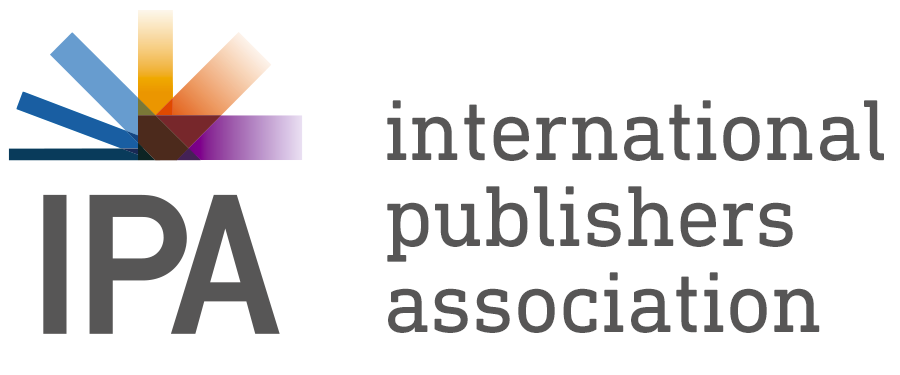 IPA
international
publishers
association